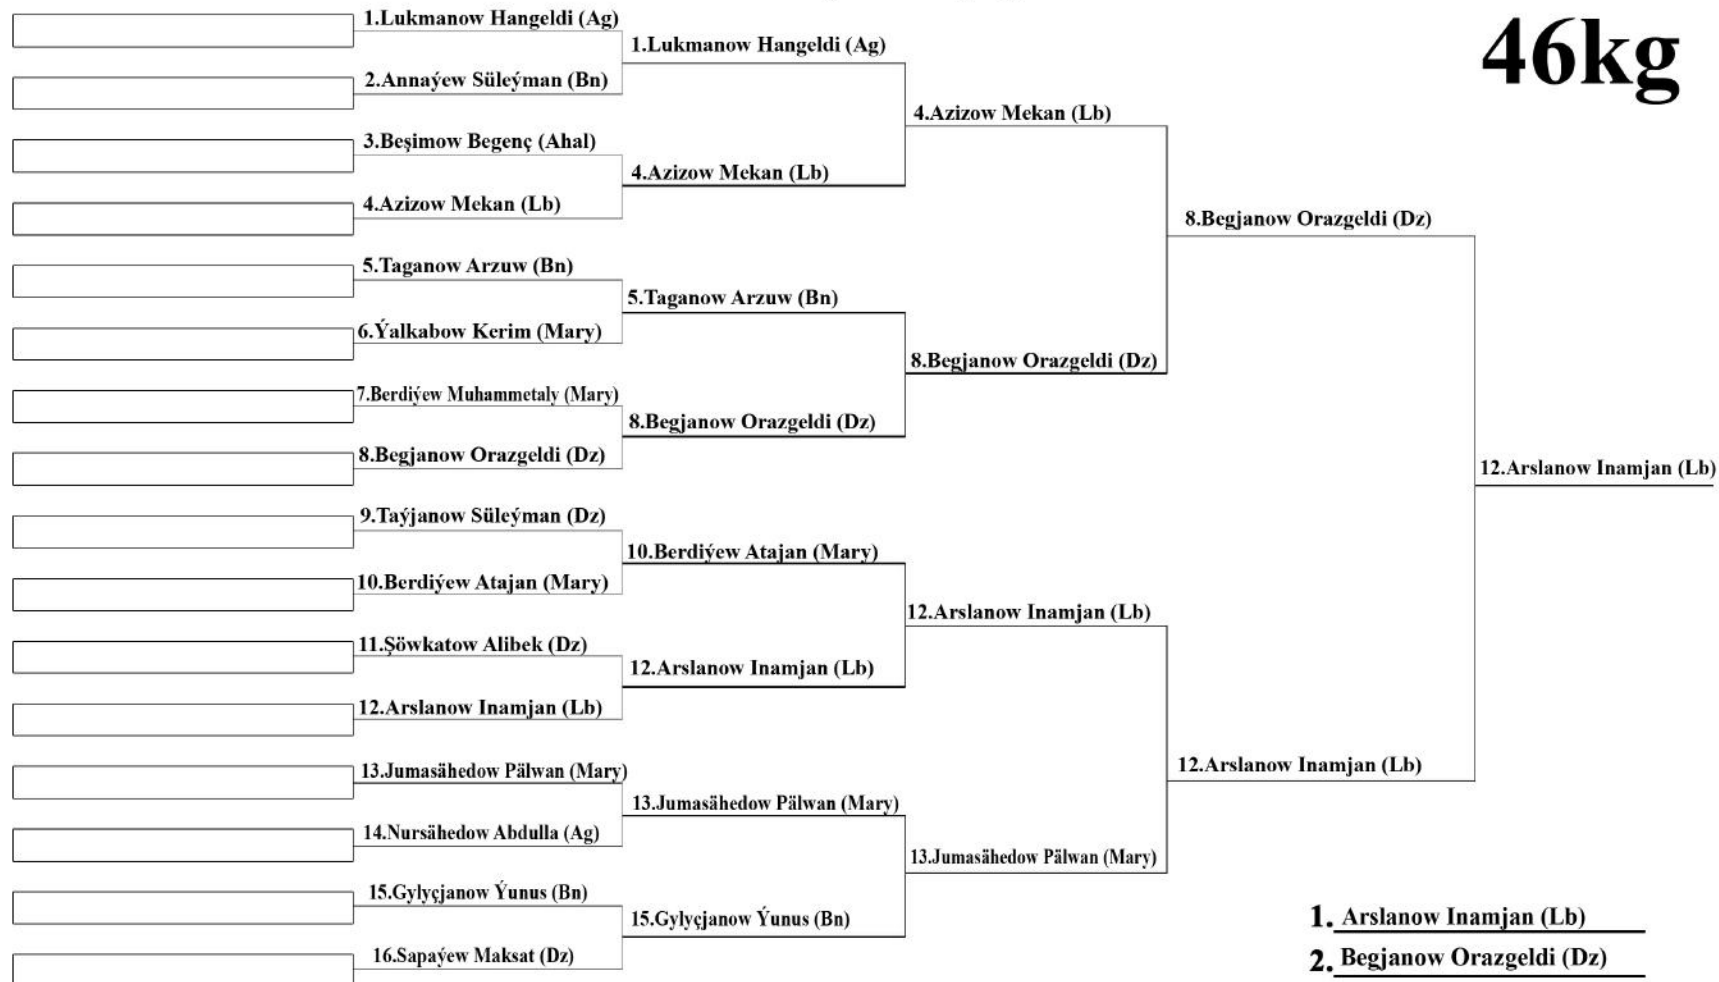 46kg
1.Lukmanow Hangeldi (Ag)
2.Annaýew Süleýman (Bn)
3.Beşimow Begenç (Ahal)
4.Azizow Mekan (Lb)
5.Taganow Arzuw (Bn)
6.Ýalkabow Kerim (Mary)
7.Berdiýew Muhammetaly (Mary)
8.Begjanow Orazgeldi (Dz)
9.Taýjanow Süleýman (Dz)
10.Berdiýew Atajan (Mary)
11.Şöwkatow Alibek (Dz)
12.Arslanow Inamjan (Lb)
13.Jumasähedow Pälwan (Mary)
14.Nursähedow Abdulla (Ag)
15.Gylyçjanow Ýunus (Bn)
16.Sapaýew Maksat (Dz)
1.Lukmanow Hangeldi (Ag)
4.Azizow Mekan (Lb)
5.Taganow Arzuw (Bn)
8.Begjanow Orazgeldi (Dz)
10.Berdiýew Atajan (Mary)
12.Arslanow Inamjan (Lb)
13.Jumasähedow Pälwan (Mary)
15.Gylyçjanow Ýunus (Bn)
4.Azizow Mekan (Lb)
8.Begjanow Orazgeldi (Dz)
12.Arslanow Inamjan (Lb)
13.Jumasähedow Pälwan (Mary)
8.Begjanow Orazgeldi (Dz)
12.Arslanow Inamjan (Lb)
12.Arslanow Inamjan (Lb)
1. Arslanow Inamjan (Lb)
2. Begjanow Orazgeldi (Dz)